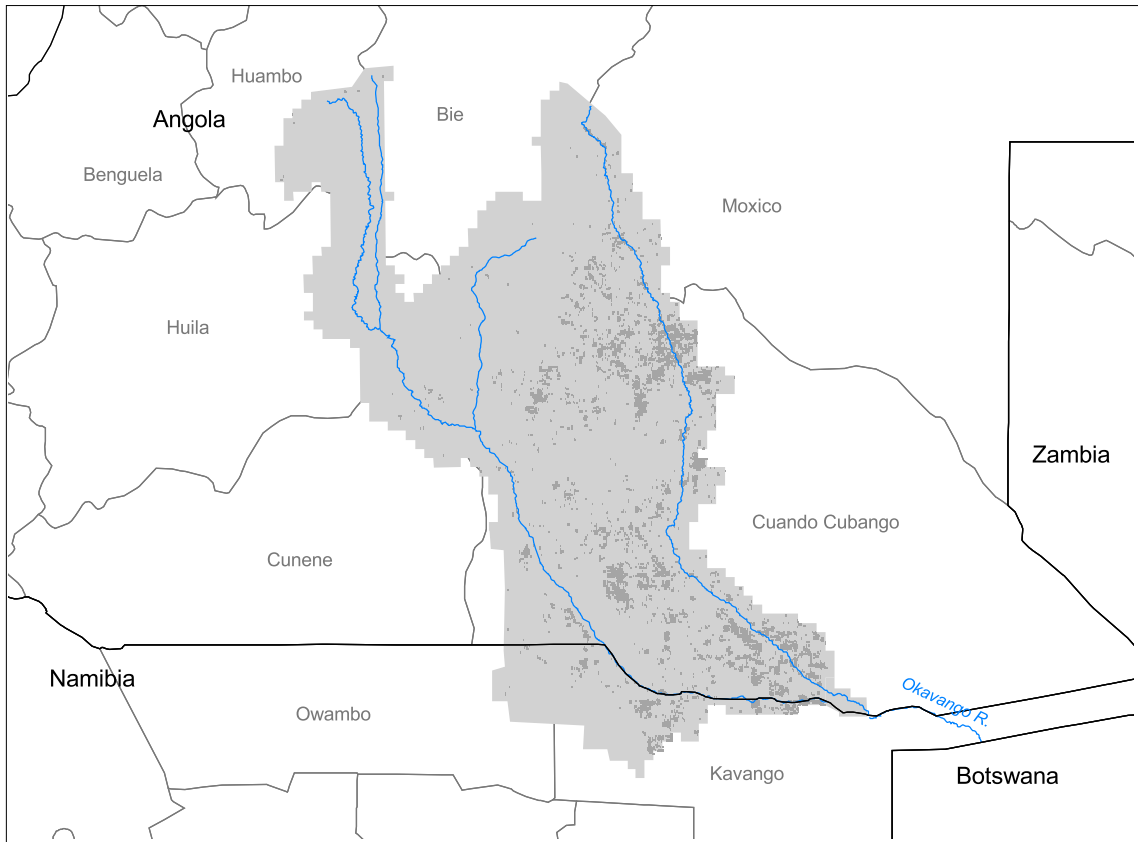 Huambo
Bie
Angola
Benguela
Moxico
Huila
Zambia
Cuando Cubango
Cunene
Namibia
Okavango R.
Owambo
Kavango
Botswana